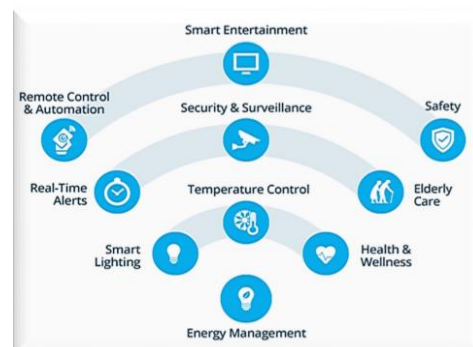 Smart Entertainment
Remote Control
& Automation
Security & Surveillance
Safety
Real-Time
Alerts
Temperature Control
Elderly
Care
Smart
Lighting
Health &
Wellness
Energy Management